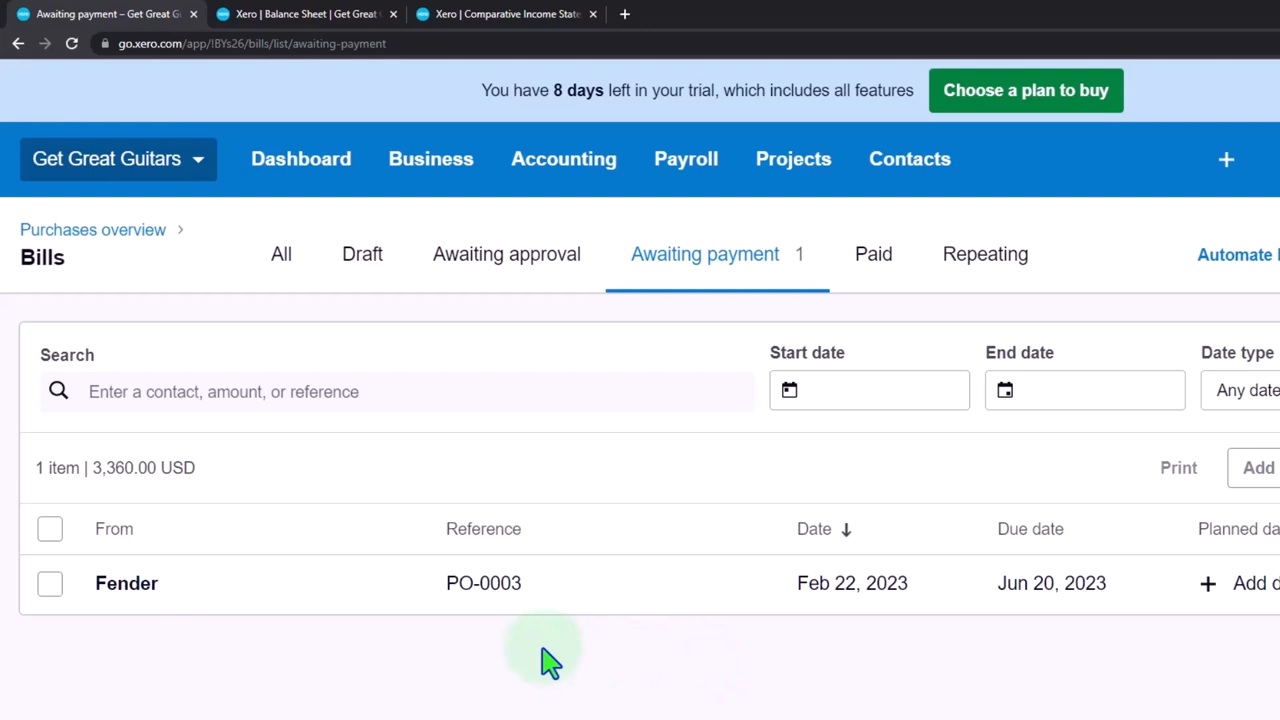 Awaiting payment – Get Great G
Xero | Balance Sheet | Get Great
Xero | Comparative Income State
go.xero.com/app/!BYs26/bills/list/awaiting-payment
You have 8 days left in your trial, which includes all features
Choose a plan to buy
Get Great Guitars
Dashboard
Business
Accounting
Payroll
Projects
Contacts
Purchases overview
Bills
All
Draft
Awaiting approval
Awaiting payment 1
Paid
Repeating
Automate
Search
Enter a contact, amount, or reference
Start date
End date
Date type
Any date
1 item | 3,360.00 USD
Print
Add
From
Reference
Date
Due date
Planned da
Fender
PO-0003
Feb 22, 2023
Jun 20, 2023
Add d